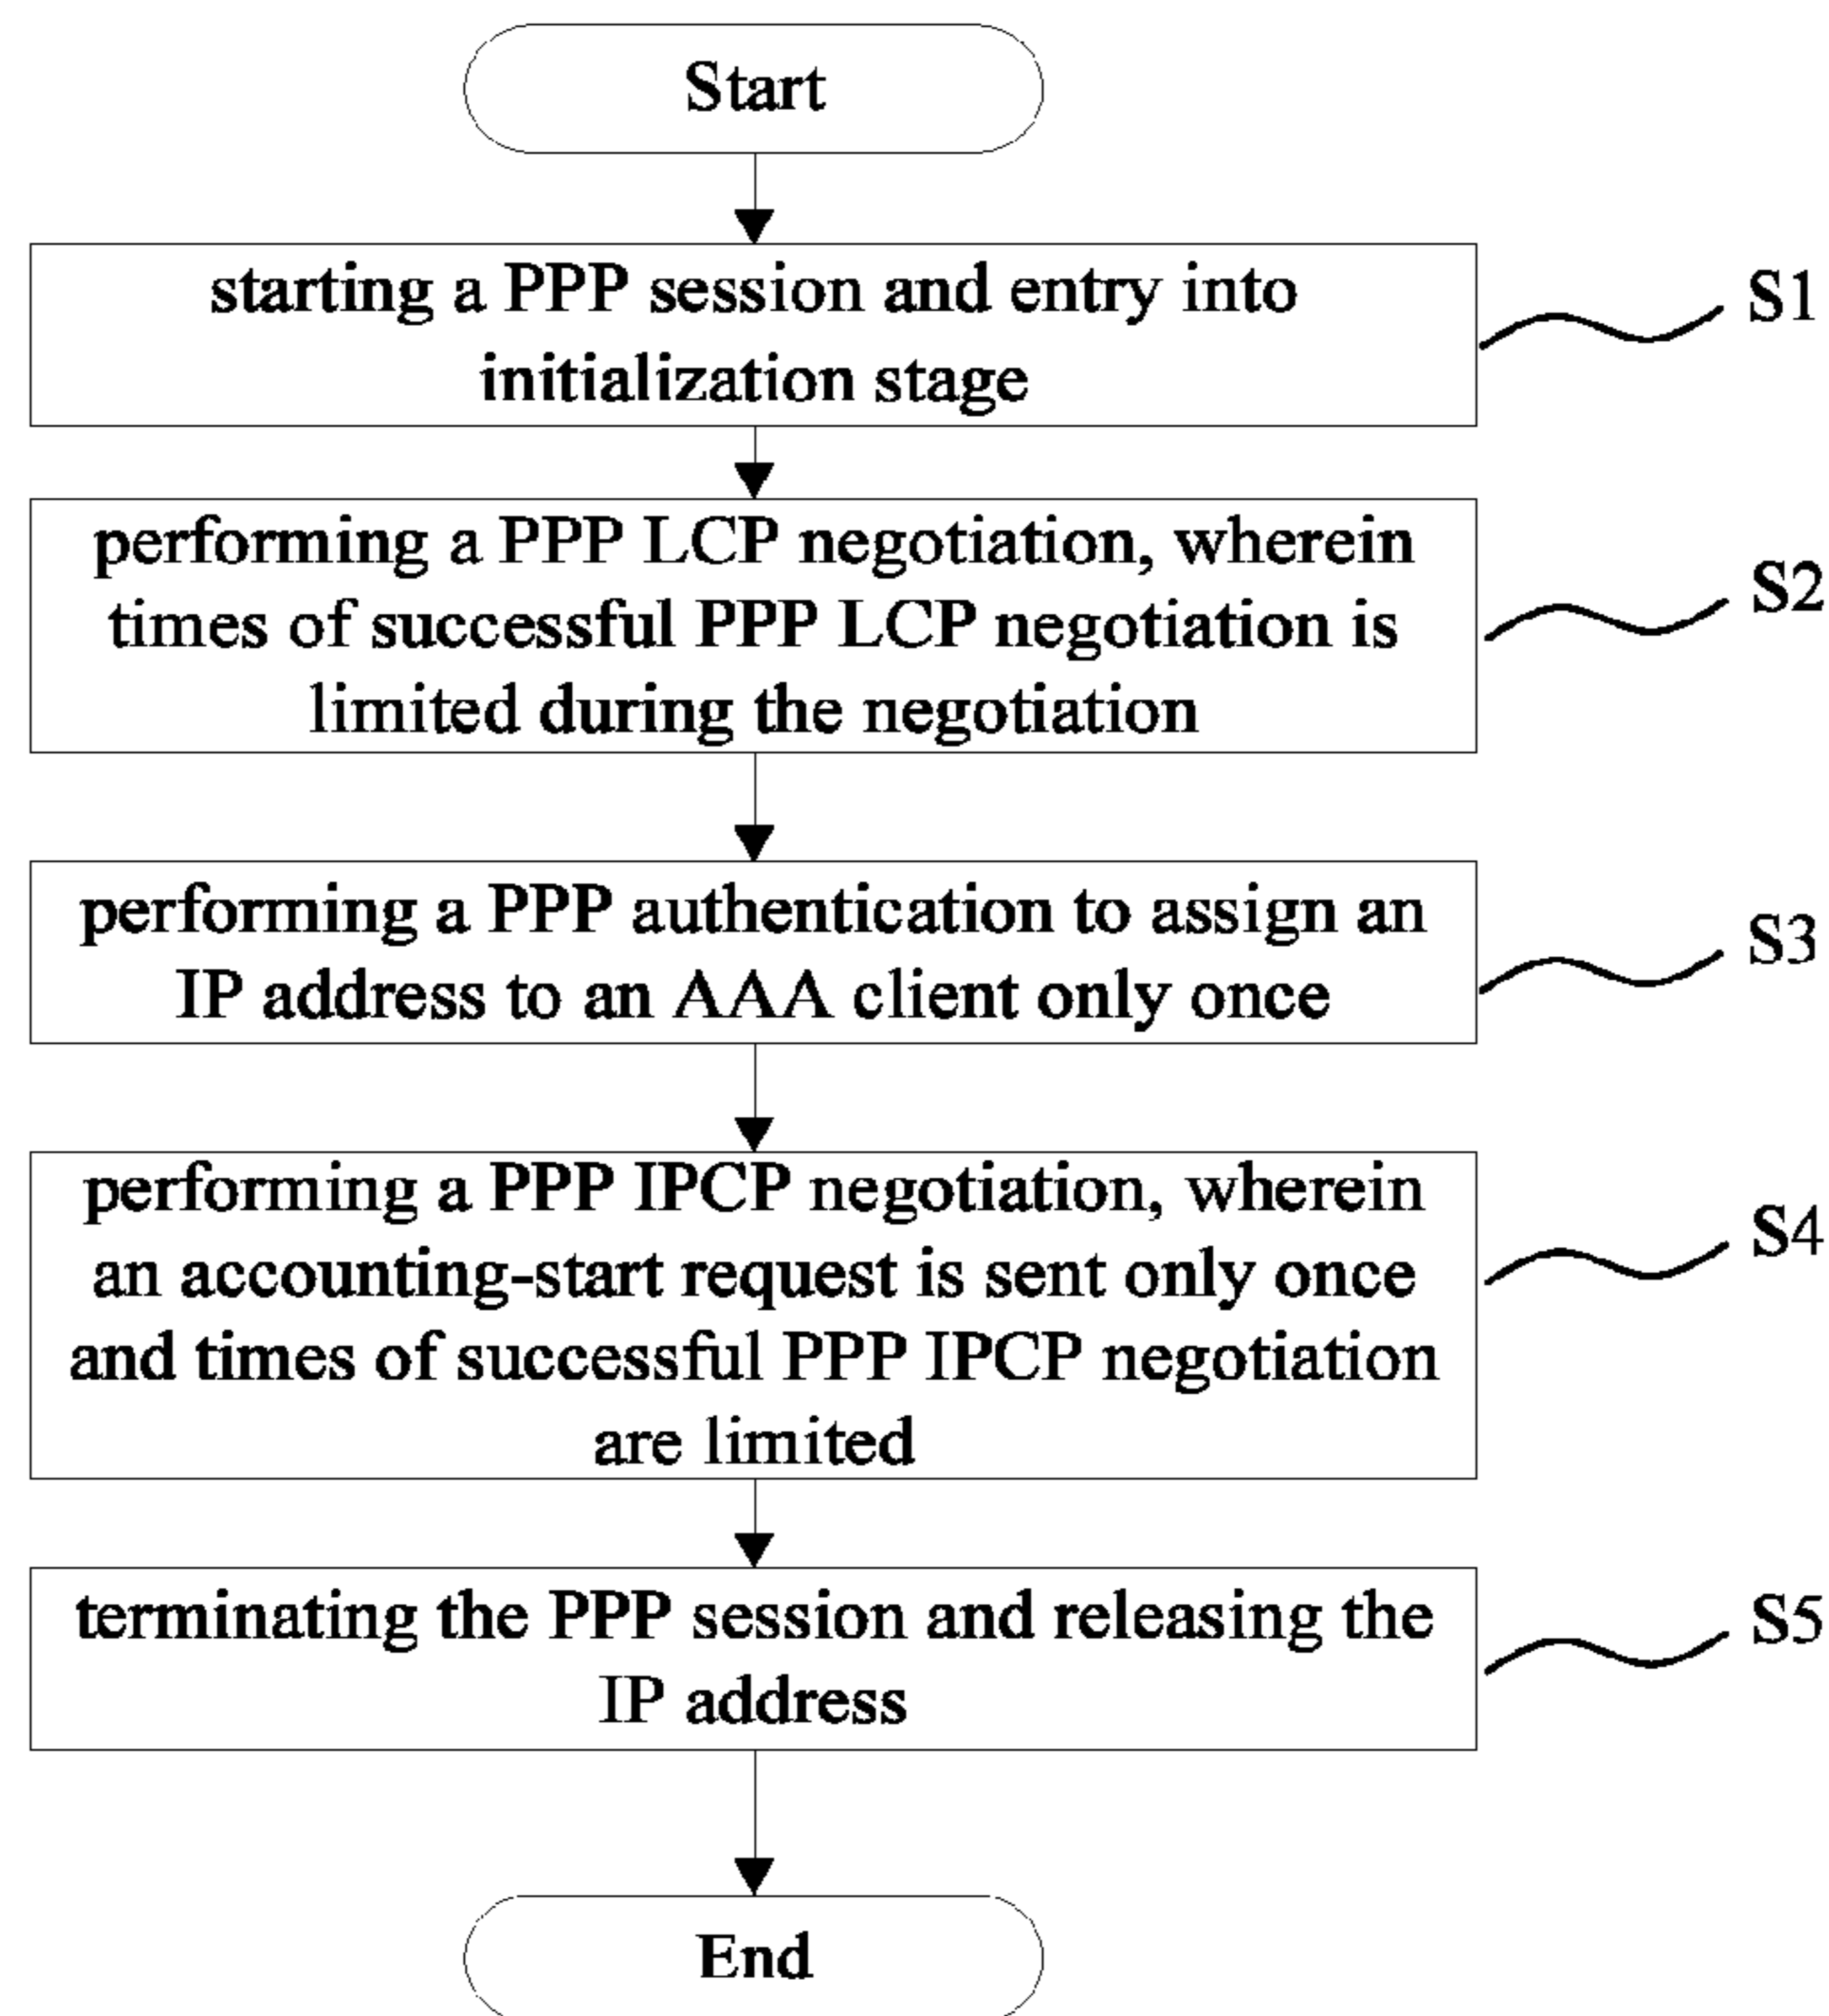 Start
starting a PPP session and entry into
initialization stage
S1
performing a PPP LCP negotiation, wherein
times of successful PPP LCP negotiation is
limited during the negotiation
S2
performing a PPP authentication to assign an
IP address to an AAA client only once
S3
performing a PPP IPCP negotiation, wherein
an accounting-start request is sent only once
and times of successful PPP IPCP negotiation
are limited
S4
terminating the PPP session and releasing the
IP address
S5
End